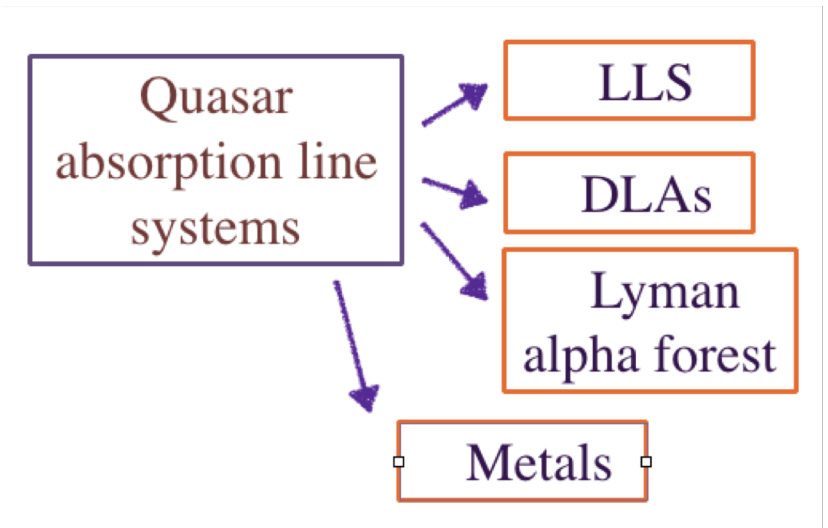 Quasar
absorption line
systems
LLS
DLAs
Lyman
alpha forest
Metals